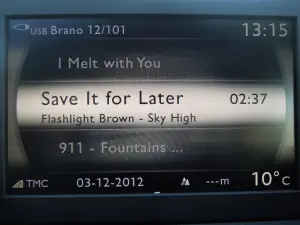 USB Brano 12/101 13:15
I Melt with You
Save It for Later 02:37
Flashlight Brown - Sky High
911 - Fountains ...
TMC 03-12-2012 ---m 10°C